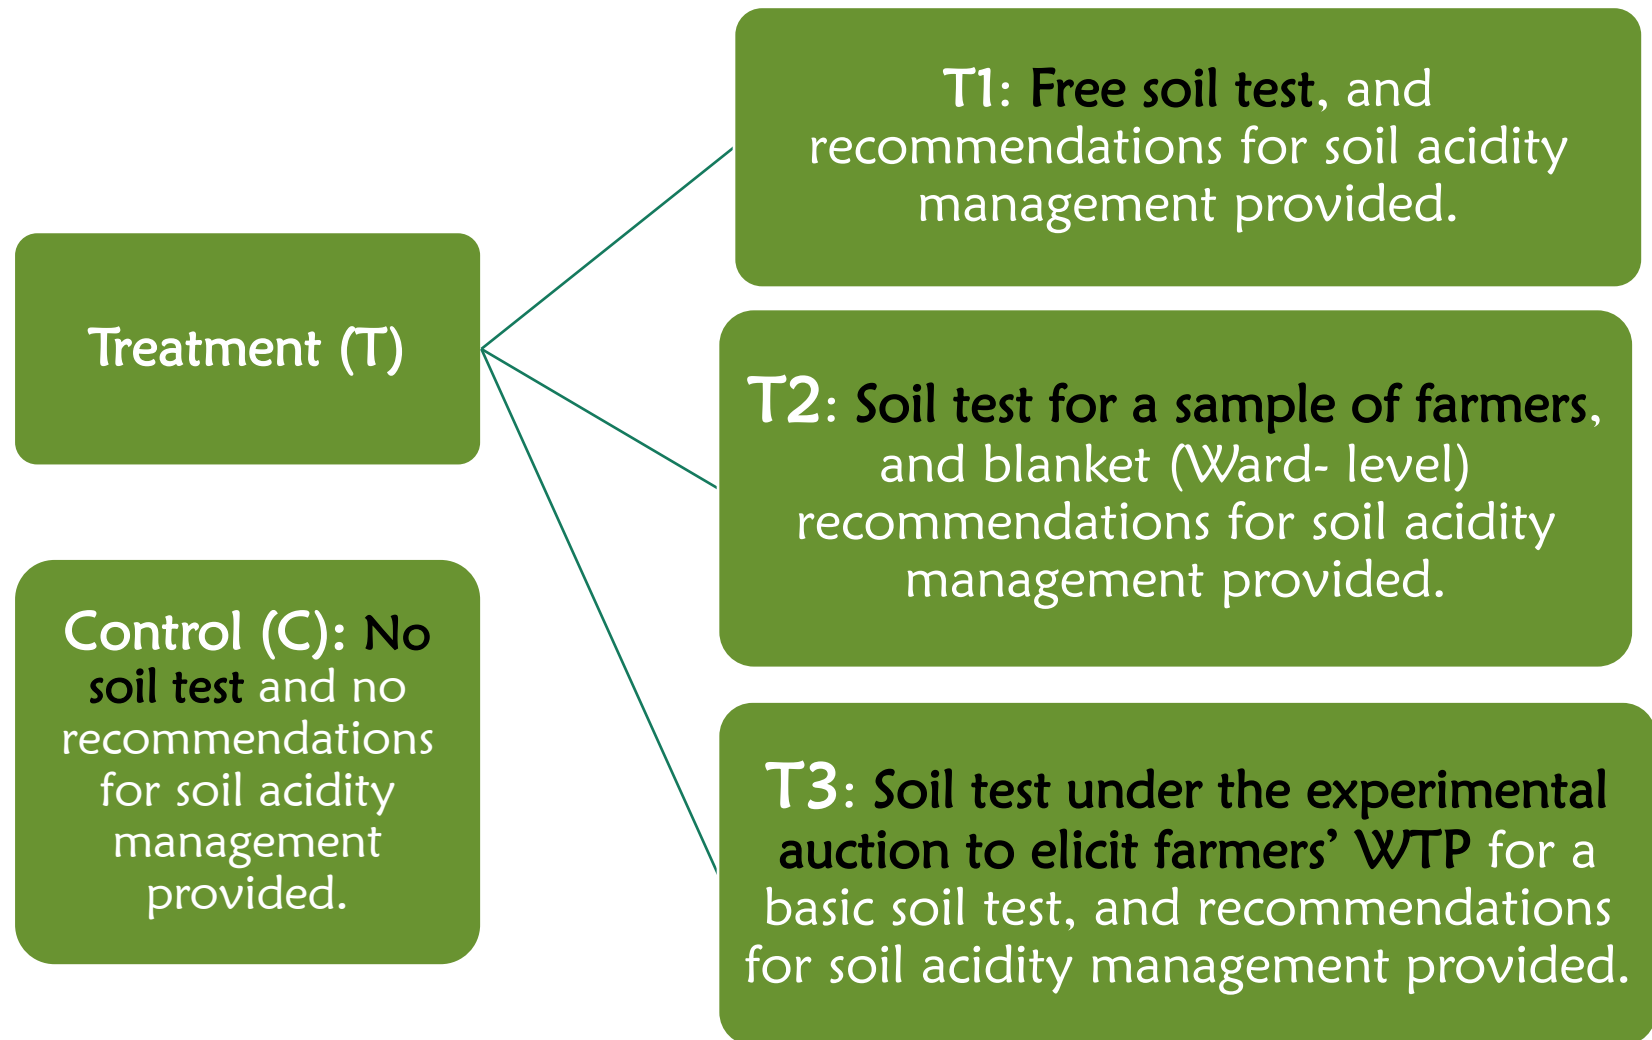 Treatment (T)
Control (C): No
soil test and no
recommendations
for soil acidity
management
provided.
T1: Free soil test, and
recommendations for soil acidity
management provided.
T2: Soil test for a sample of farmers,
and blanket (Ward- level)
recommendations for soil acidity
management provided.
T3: Soil test under the experimental
auction to elicit farmers’ WTP for a
basic soil test, and recommendations
for soil acidity management provided.